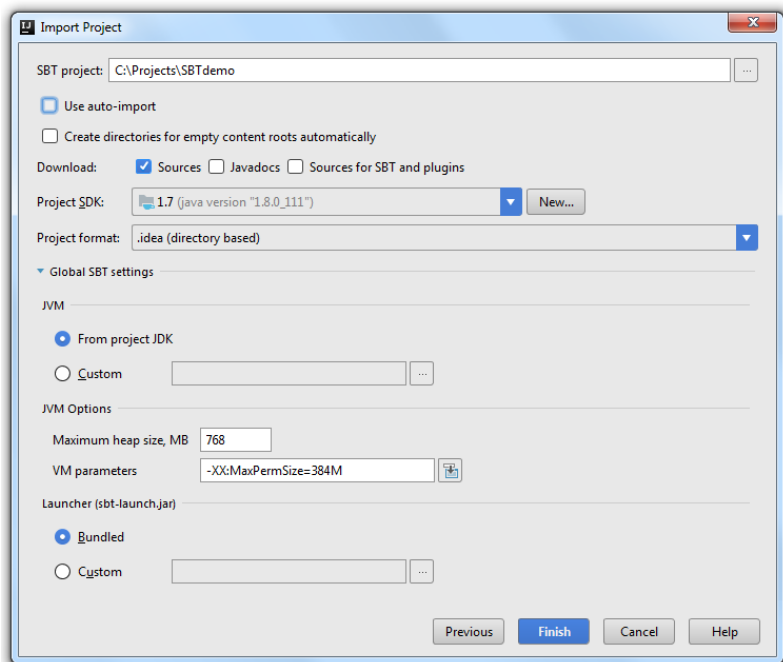 Import Project
SBT project: C:\Projects\SBTdemo ...
Use auto-import
Create directories for empty content roots automatically
Download: Sources Javadocs Sources for SBT and plugins
Project SDK: 1.7 (java version "1.8.0_111") New...
Project format: .idea (directory based)
Global SBT settings
JVM
From project JDK
Custom ...
JVM Options
Maximum heap size, MB 768
VM parameters -XX:MaxPermSize=384M
Launcher (sbt-launch.jar)
Bundled
Custom ...
Previous Finish Cancel Help